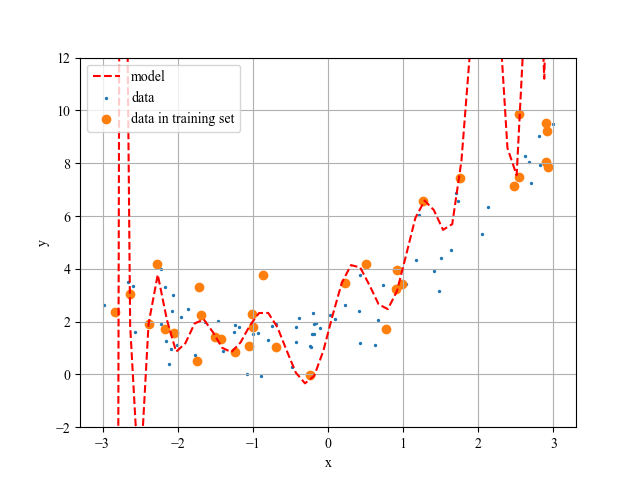 model
data
data in training set
12
10
8
6
4
2
0
−2
y
−3 −2 −1 0 1 2 3
x